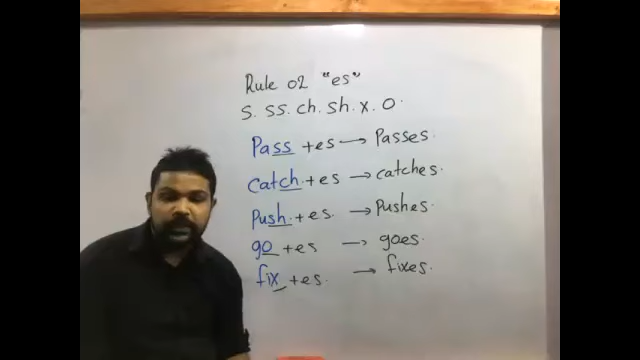 Rule 02 "es"
s. ss. ch. sh. x. o.
Pass + es → Passes.
Catch + es → catches.
Push + es → Pushes.
go + es → goes.
fix + es. → fixes.